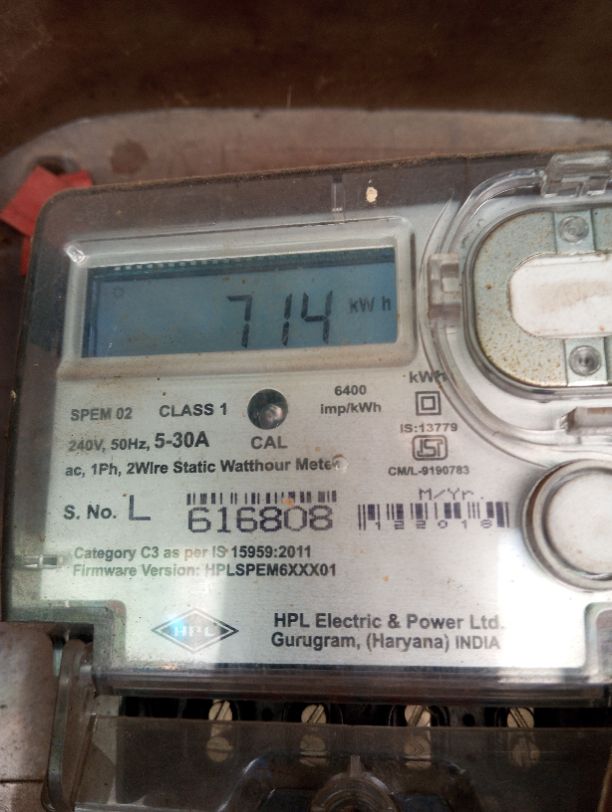 714 kWh
kWh
6400
imp/kWh
SPEM 02 CLASS 1
IS:13779
240V, 50Hz, 5-30A
CAL
ac, 1Ph, 2Wire Static Watthour Meter
CM/L-9190783
M/Yr.
S. No. L 616808
122016
Category C3 as per IS 15959:2011
Firmware Version: HPLSPEM6XXX01
HPL
HPL Electric & Power Ltd.
Gurugram, (Haryana) INDIA